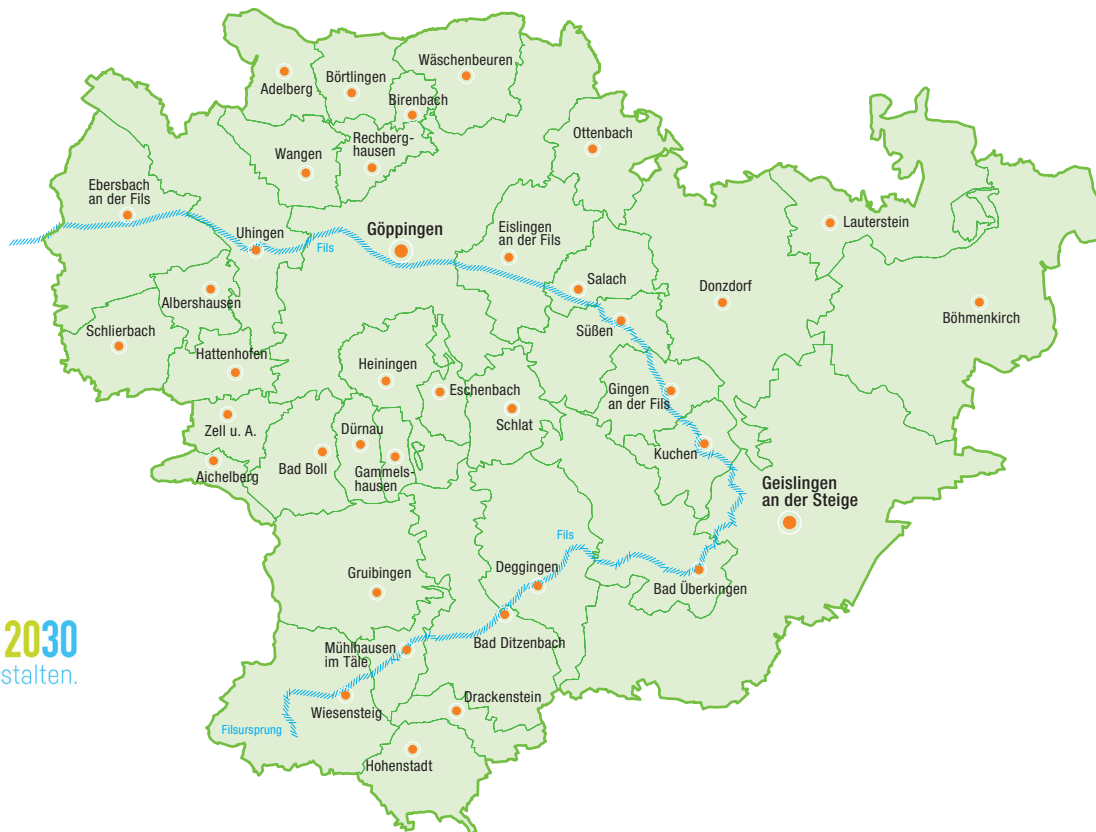 Wäschenbeuren
Adelberg
Börtlingen
Birenbach
Ottenbach
Rechberg-
hausen
Wangen
Ebersbach
an der Fils
Lauterstein
Uhingen
Fils
Göppingen
Eislingen
an der Fils
Salach
Donzdorf
Albershausen
Böhmenkirch
Süßen
Schlierbach
Hattenhofen
Heiningen
Eschenbach
Gingen
an der Fils
Schlat
Zell u. A.
Dürnau
Kuchen
Bad Boll
Aichelberg
Gammels-
hausen
Geislingen
an der Steige
Fils
Deggingen
Gruibingen
Bad Überkingen
2030
stalten.
Mühlhausen
im Täle
Bad Ditzenbach
Drackenstein
Wiesensteig
Filsursprung
Hohenstadt